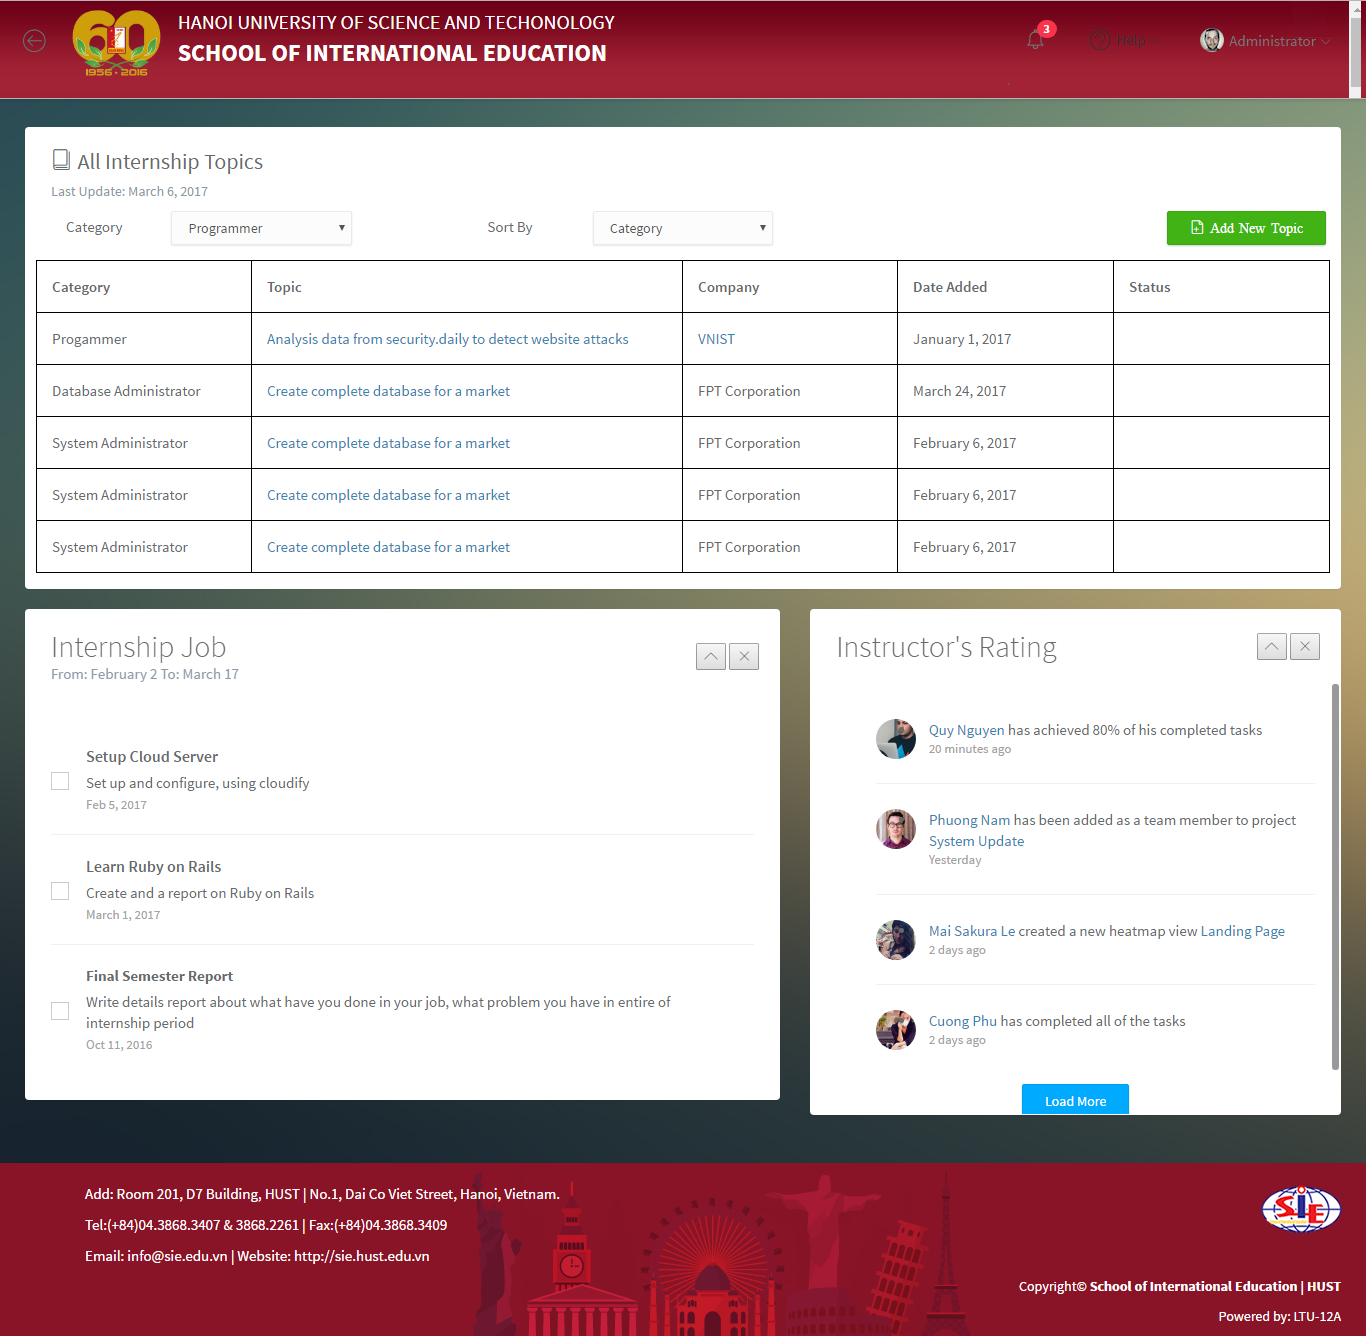 60
1956 - 2016
HANOI UNIVERSITY OF SCIENCE AND TECHONOLOGY
SCHOOL OF INTERNATIONAL EDUCATION
3
Help
Administrator
All Internship Topics
Last Update: March 6, 2017
Category Programmer Sort By Category Add New Topic
Category Topic Company Date Added Status
Progammer Analysis data from security.daily to detect website attacks VNIST January 1, 2017
Database Administrator Create complete database for a market FPT Corporation March 24, 2017
System Administrator Create complete database for a market FPT Corporation February 6, 2017
System Administrator Create complete database for a market FPT Corporation February 6, 2017
System Administrator Create complete database for a market FPT Corporation February 6, 2017
Internship Job
From: February 2 To: March 17
Setup Cloud Server
Set up and configure, using cloudify
Feb 5, 2017
Learn Ruby on Rails
Create and a report on Ruby on Rails
March 1, 2017
Final Semester Report
Write details report about what have you done in your job, what problem you have in entire of
internship period
Oct 11, 2016
Instructor's Rating
Quy Nguyen has achieved 80% of his completed tasks
20 minutes ago
Phuong Nam has been added as a team member to project
System Update
Yesterday
Mai Sakura Le created a new heatmap view Landing Page
2 days ago
Cuong Phu has completed all of the tasks
2 days ago
Load More
Add: Room 201, D7 Building, HUST | No.1, Dai Co Viet Street, Hanoi, Vietnam.
Tel:(+84)04.3868.3407 & 3868.2261 | Fax:(+84)04.3868.3409
Email: info@sie.edu.vn | Website: http://sie.hust.edu.vn
SIE
Copyright© School of International Education | HUST
Powered by: LTU-12A